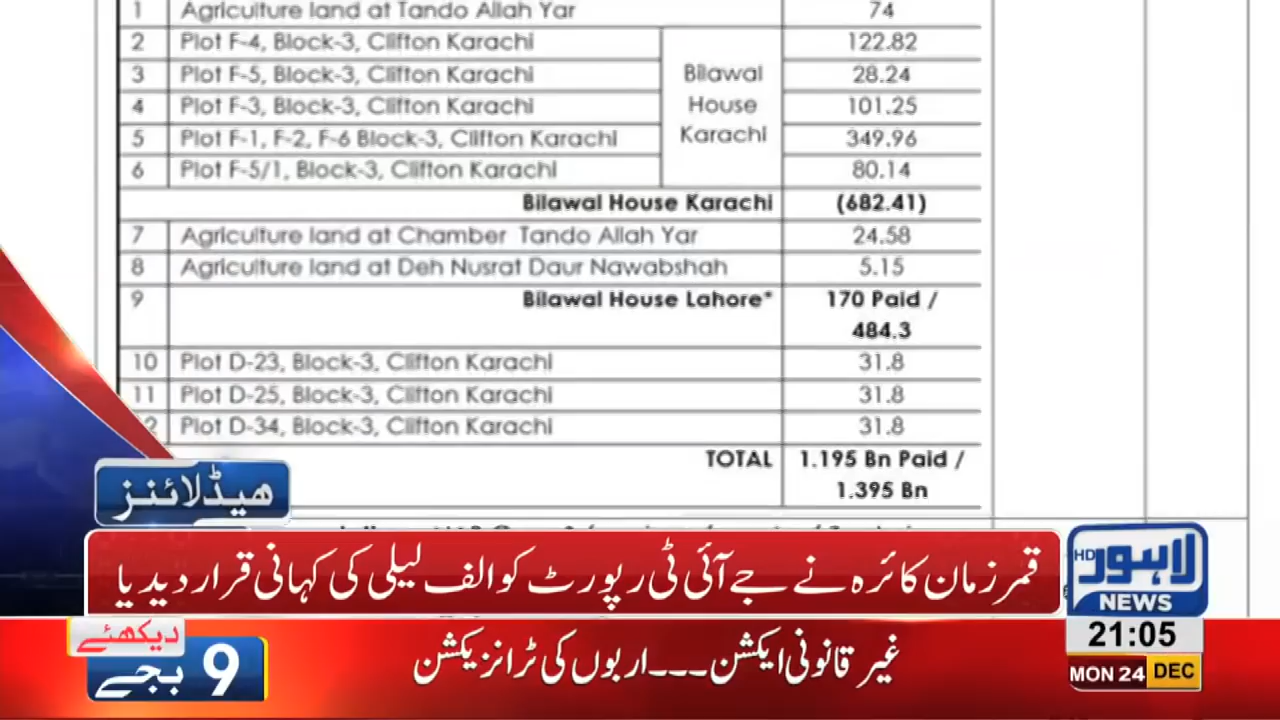 1 Agriculture land at Tando Allah Yar 74
2 Plot F-4, Block-3, Clifton Karachi 122.82
3 Plot F-5, Block-3, Clifton Karachi 28.24
4 Plot F-3, Block-3, Clifton Karachi 101.25
5 Plot F-1, F-2, F-6 Block-3, Clifton Karachi 349.96
6 Plot F-5/1, Block-3, Clifton Karachi 80.14
Bilawal
House
Karachi
Bilawal House Karachi (682.41)
7 Agriculture land at Chamber Tando Allah Yar 24.58
8 Agriculture land at Deh Nusrat Daur Nawabshah 5.15
9 Bilawal House Lahore* 170 Paid /
484.3
10 Plot D-23, Block-3, Clifton Karachi 31.8
11 Plot D-25, Block-3, Clifton Karachi 31.8
2 Plot D-34, Block-3, Clifton Karachi 31.8
TOTAL 1.195 Bn Paid /
1.395 Bn
ہیڈلائنز
قمر زمان کائرہ نے جے آئی ٹی رپورٹ کو الف لیلی کی کہانی قرار دیدیا
HD لاہور
NEWS
21:05
MON 24 DEC
دیکھئے
9 بجے
غیر قانونی ایکشن ۔۔۔ اربوں کی ٹرانزیکشن